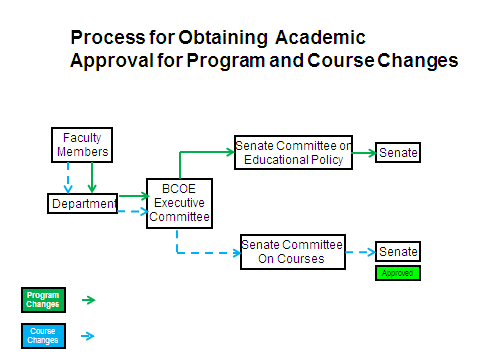 Process for Obtaining Academic
Approval for Program and Course Changes
Faculty
Members
Department
BCOE
Executive
Committee
Senate Committee on
Educational Policy
Senate
Senate Committee
On Courses
Senate
Approved
Program
Changes
Course
Changes